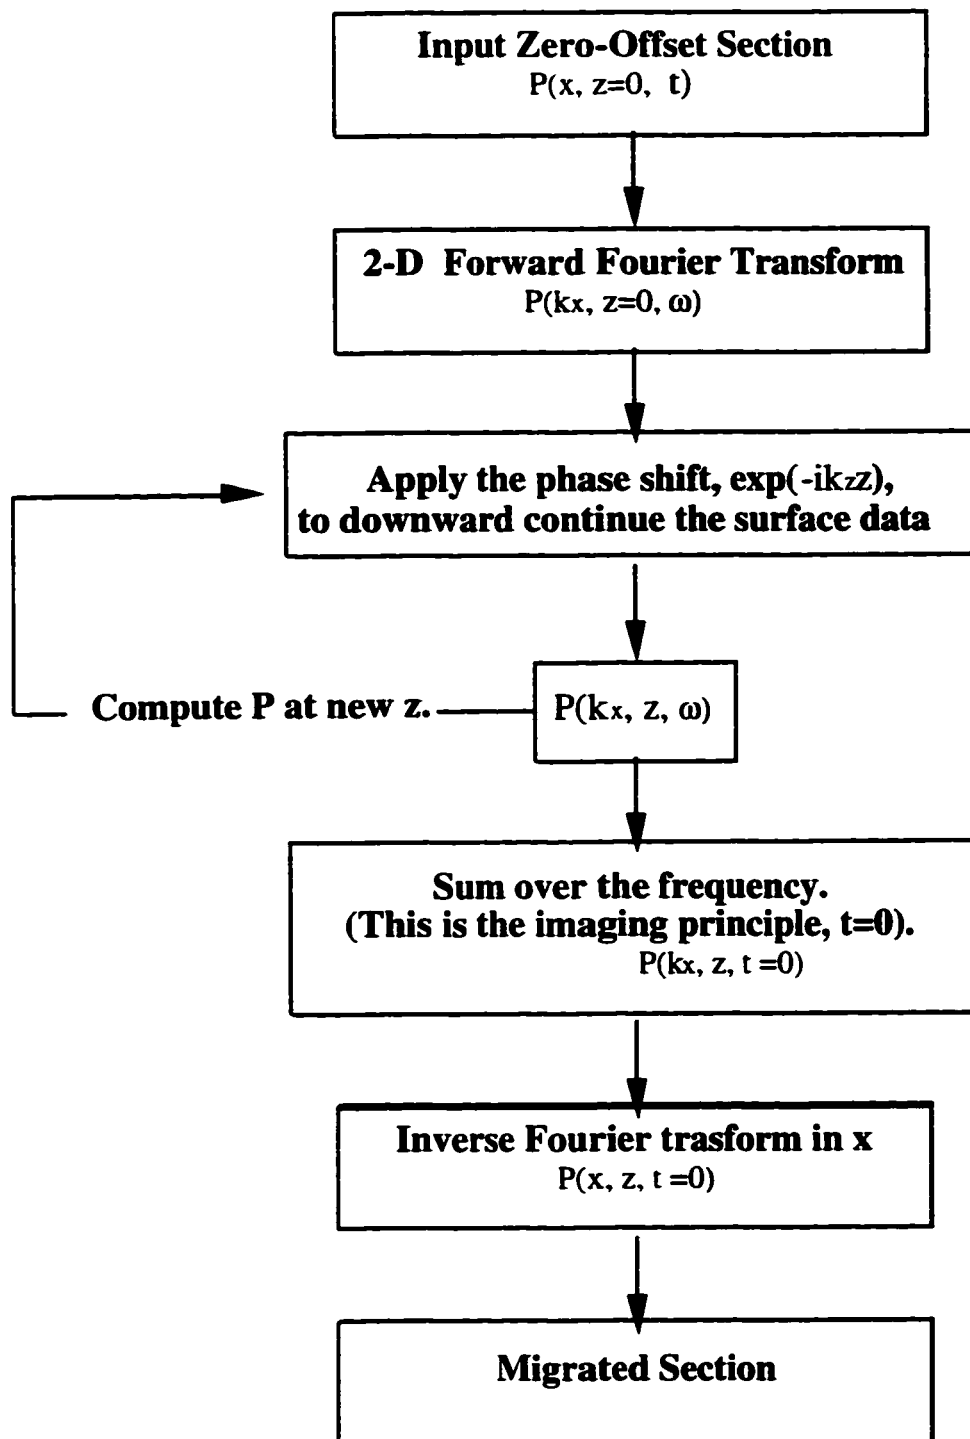 Input Zero-Offset Section
P(x, z=0, t)
2-D Forward Fourier Transform
P(kx, z=0, ω)
Apply the phase shift, exp(-ikzz),
to downward continue the surface data
Compute P at new z.
P(kx, z, ω)
Sum over the frequency.
(This is the imaging principle, t=0).
P(kx, z, t =0)
Inverse Fourier trasform in x
P(x, z, t =0)
Migrated Section